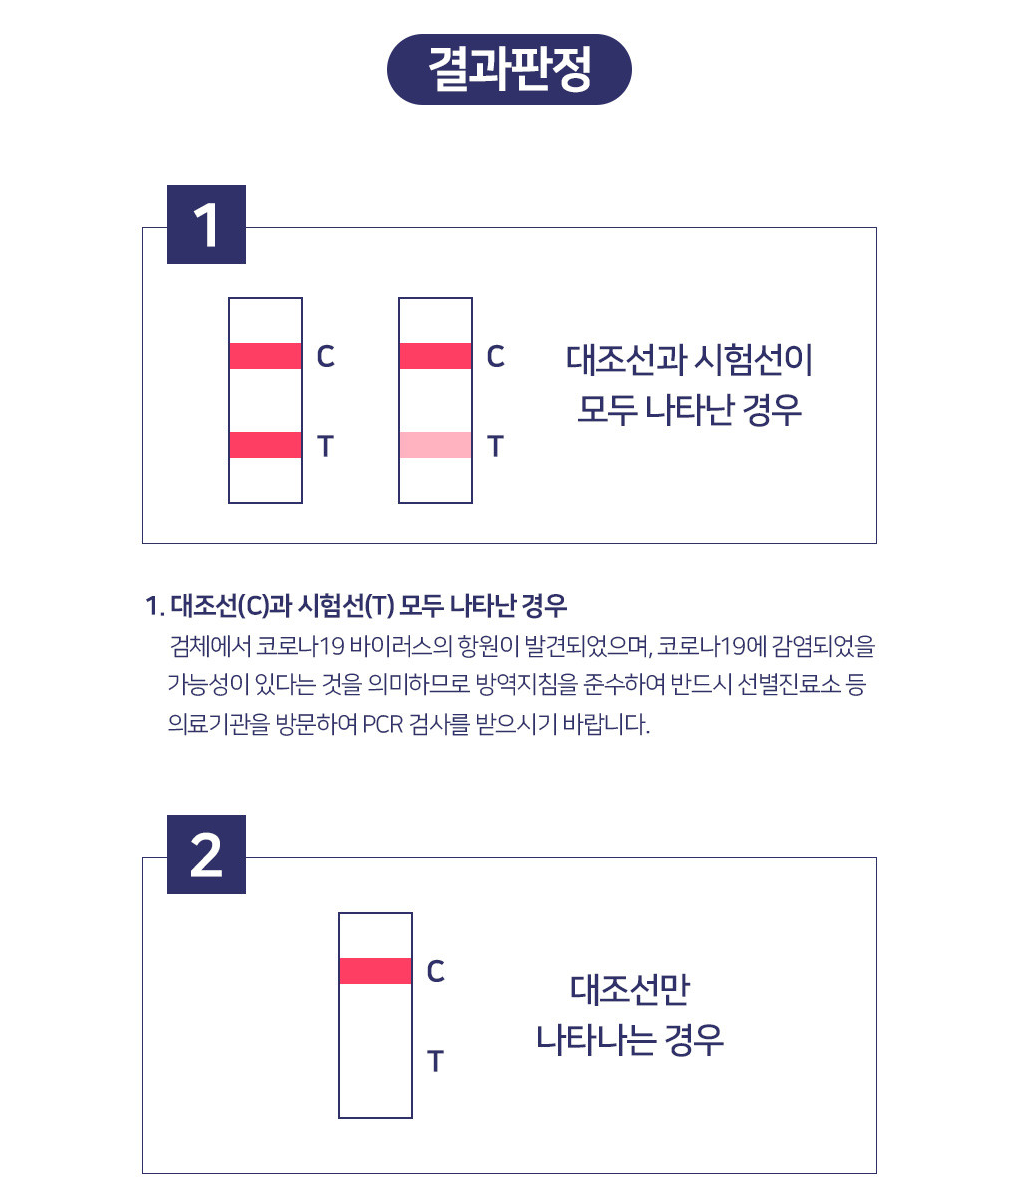 결과판정
1
C
C
T
T
대조선과 시험선이
모두 나타난 경우
1. 대조선(C)과 시험선(T) 모두 나타난 경우
검체에서 코로나19 바이러스의 항원이 발견되었으며, 코로나19에 감염되었을
가능성이 있다는 것을 의미하므로 방역지침을 준수하여 반드시 선별진료소 등
의료기관을 방문하여 PCR 검사를 받으시기 바랍니다.
2
C
T
대조선만
나타나는 경우